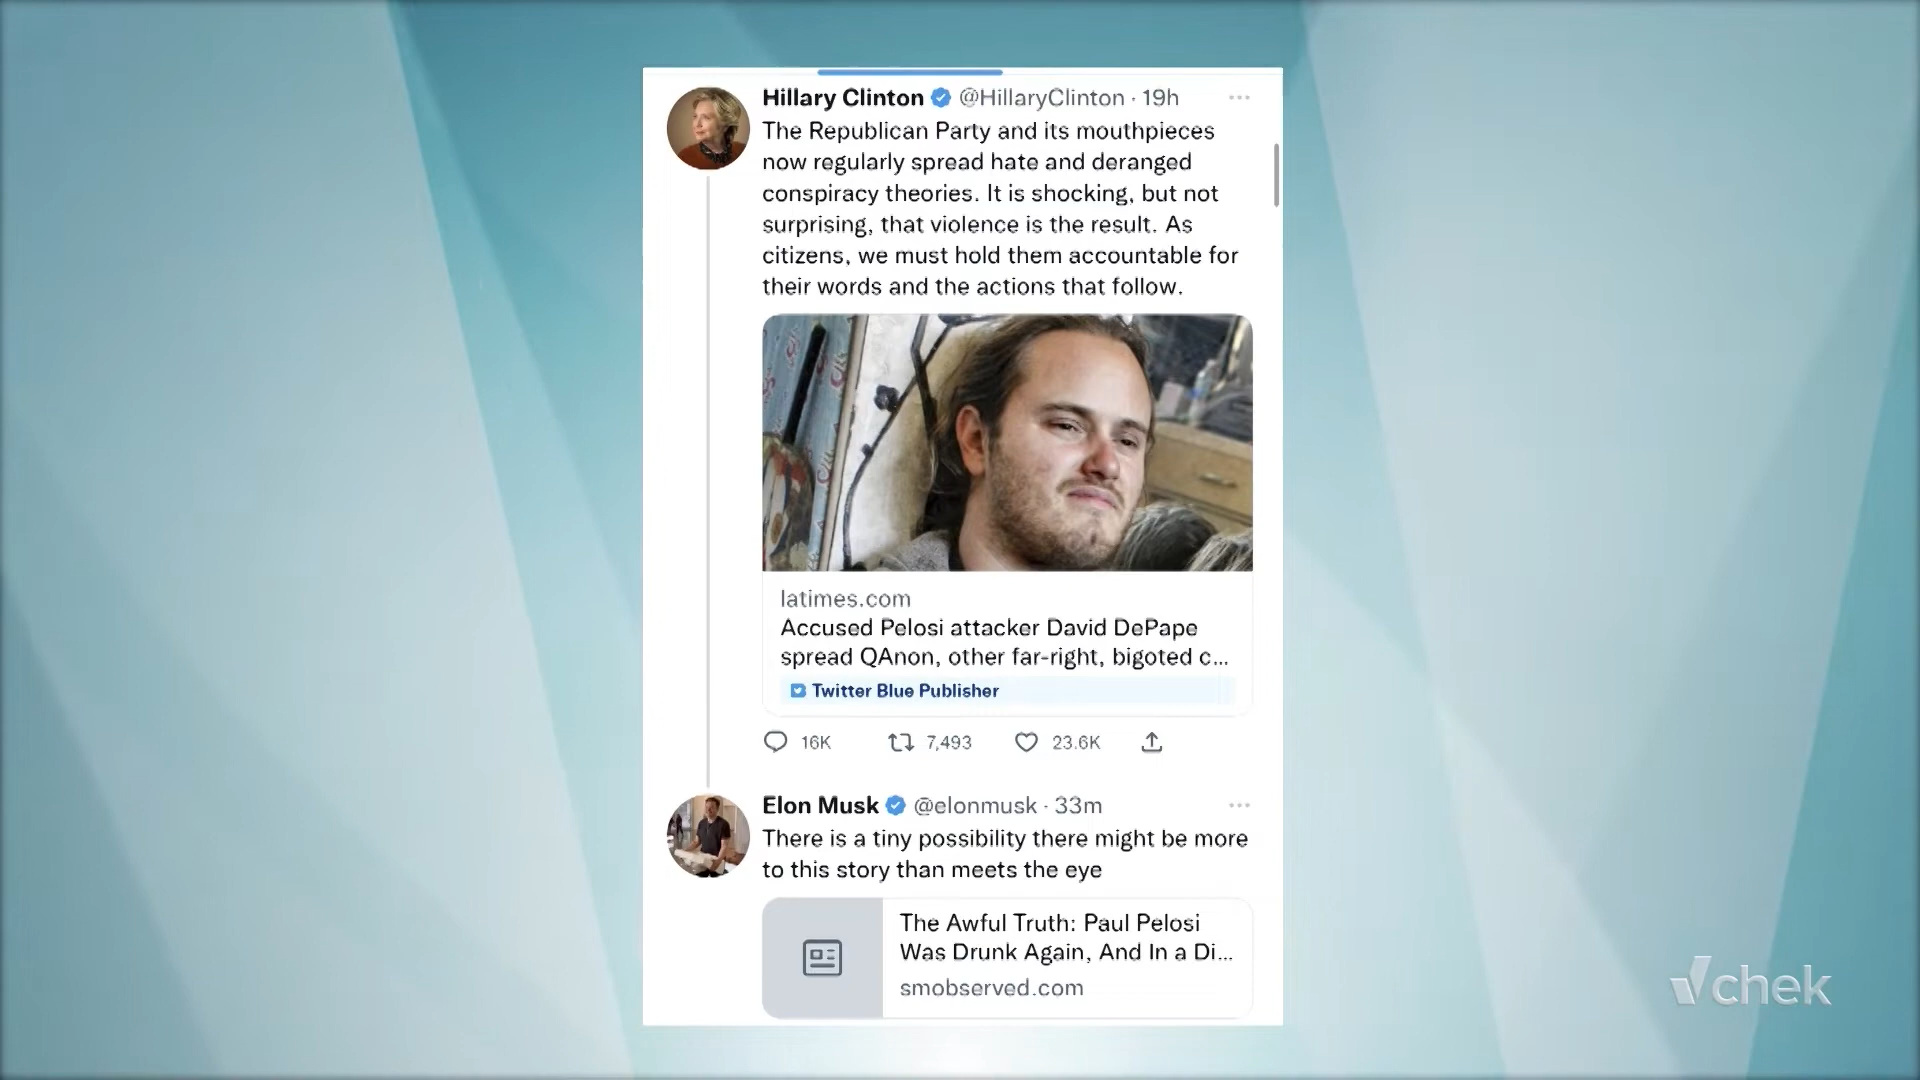 Hillary Clinton @HillaryClinton · 19h
The Republican Party and its mouthpieces
now regularly spread hate and deranged
conspiracy theories. It is shocking, but not
surprising, that violence is the result. As
citizens, we must hold them accountable for
their words and the actions that follow.
latimes.com
Accused Pelosi attacker David DePape
spread QAnon, other far-right, bigoted c...
Twitter Blue Publisher
16K 7,493 23.6K
Elon Musk @elonmusk · 33m
There is a tiny possibility there might be more
to this story than meets the eye
The Awful Truth: Paul Pelosi
Was Drunk Again, And In a Di...
smobserved.com
chek